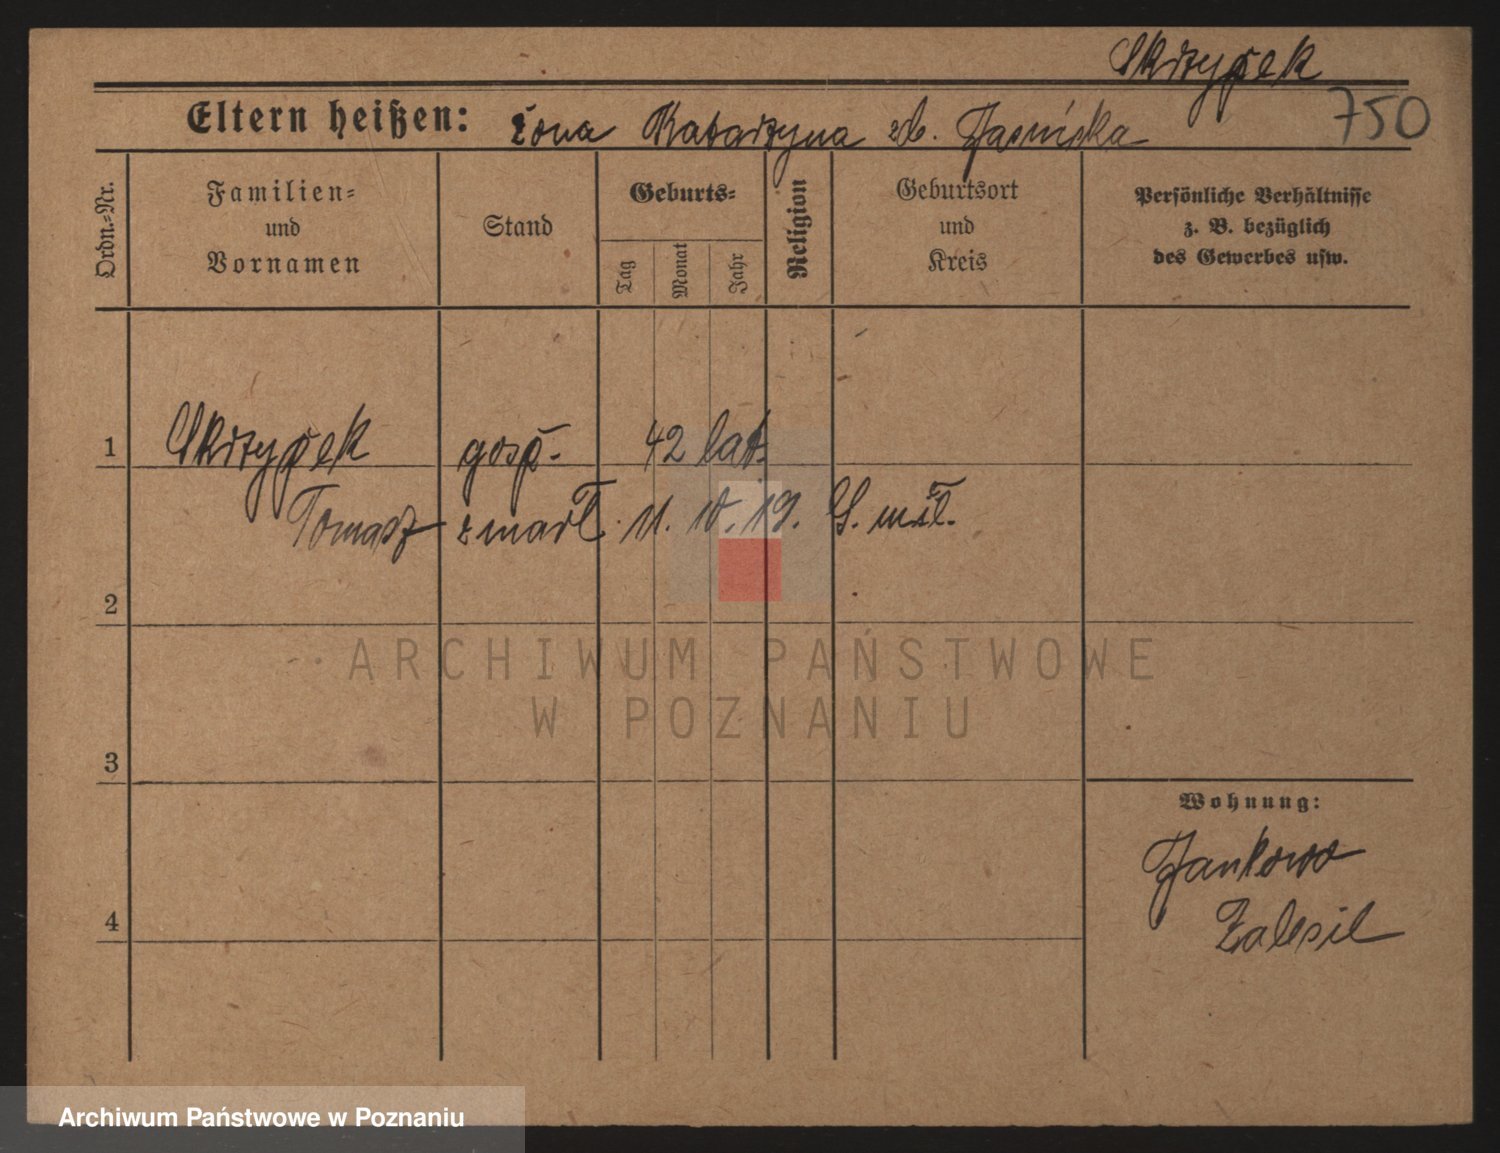 Skrzypek
750
Eltern heißen: żona Katarzyna zd. Jasnicka
Ordn.-Nr.
Familien-
und
Vornamen
Stand
Geburts-
Tag
Monat
Jahr
Religion
Geburtsort
und
Kreis
Persönliche Verhältnisse
z. B. bezüglich
des Gewerbes usw.
1 Skrzypek gosp. 42 lat.
Tomasz zmarł 11. 10. 19.
2
3
4
Wohnung:
Jankowo
Zalesie
ARCHIWUM PAŃSTWOWE
W POZNANIU
Archiwum Państwowe w Poznaniu